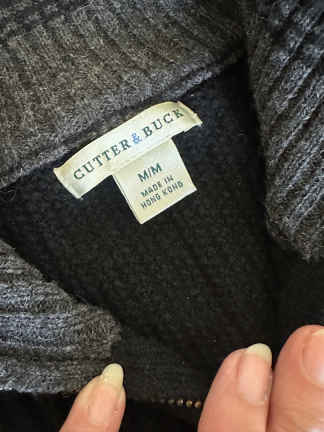 CUTTER & BUCK
M/M
MADE IN
HONG KONG